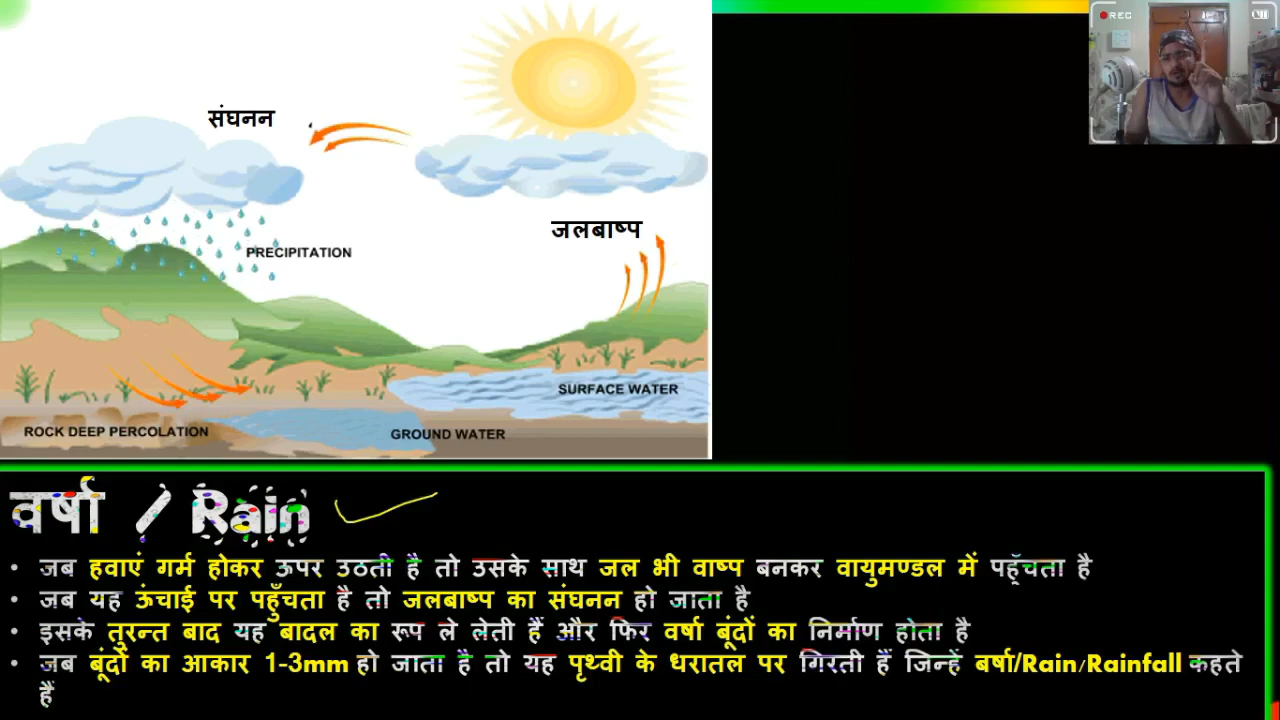 REC
संघनन
जलबाष्प
PRECIPITATION
SURFACE WATER
ROCK DEEP PERCOLATION
GROUND WATER
वर्षा / Rain
• जब हवाएं गर्म होकर ऊपर उठती है तो उसके साथ जल भी वाष्प बनकर वायुमण्डल में पहुँचता है
• जब यह ऊंचाई पर पहुँचता है तो जलबाष्प का संघनन हो जाता है
• इसके तुरन्त बाद यह बादल का रूप ले लेती हैं और फिर वर्षा बूंदों का निर्माण होता है
• जब बूंदों का आकार 1-3mm हो जाता है तो यह पृथ्वी के धरातल पर गिरती हैं जिन्हें बर्षा/Rain/Rainfall कहते
हैं